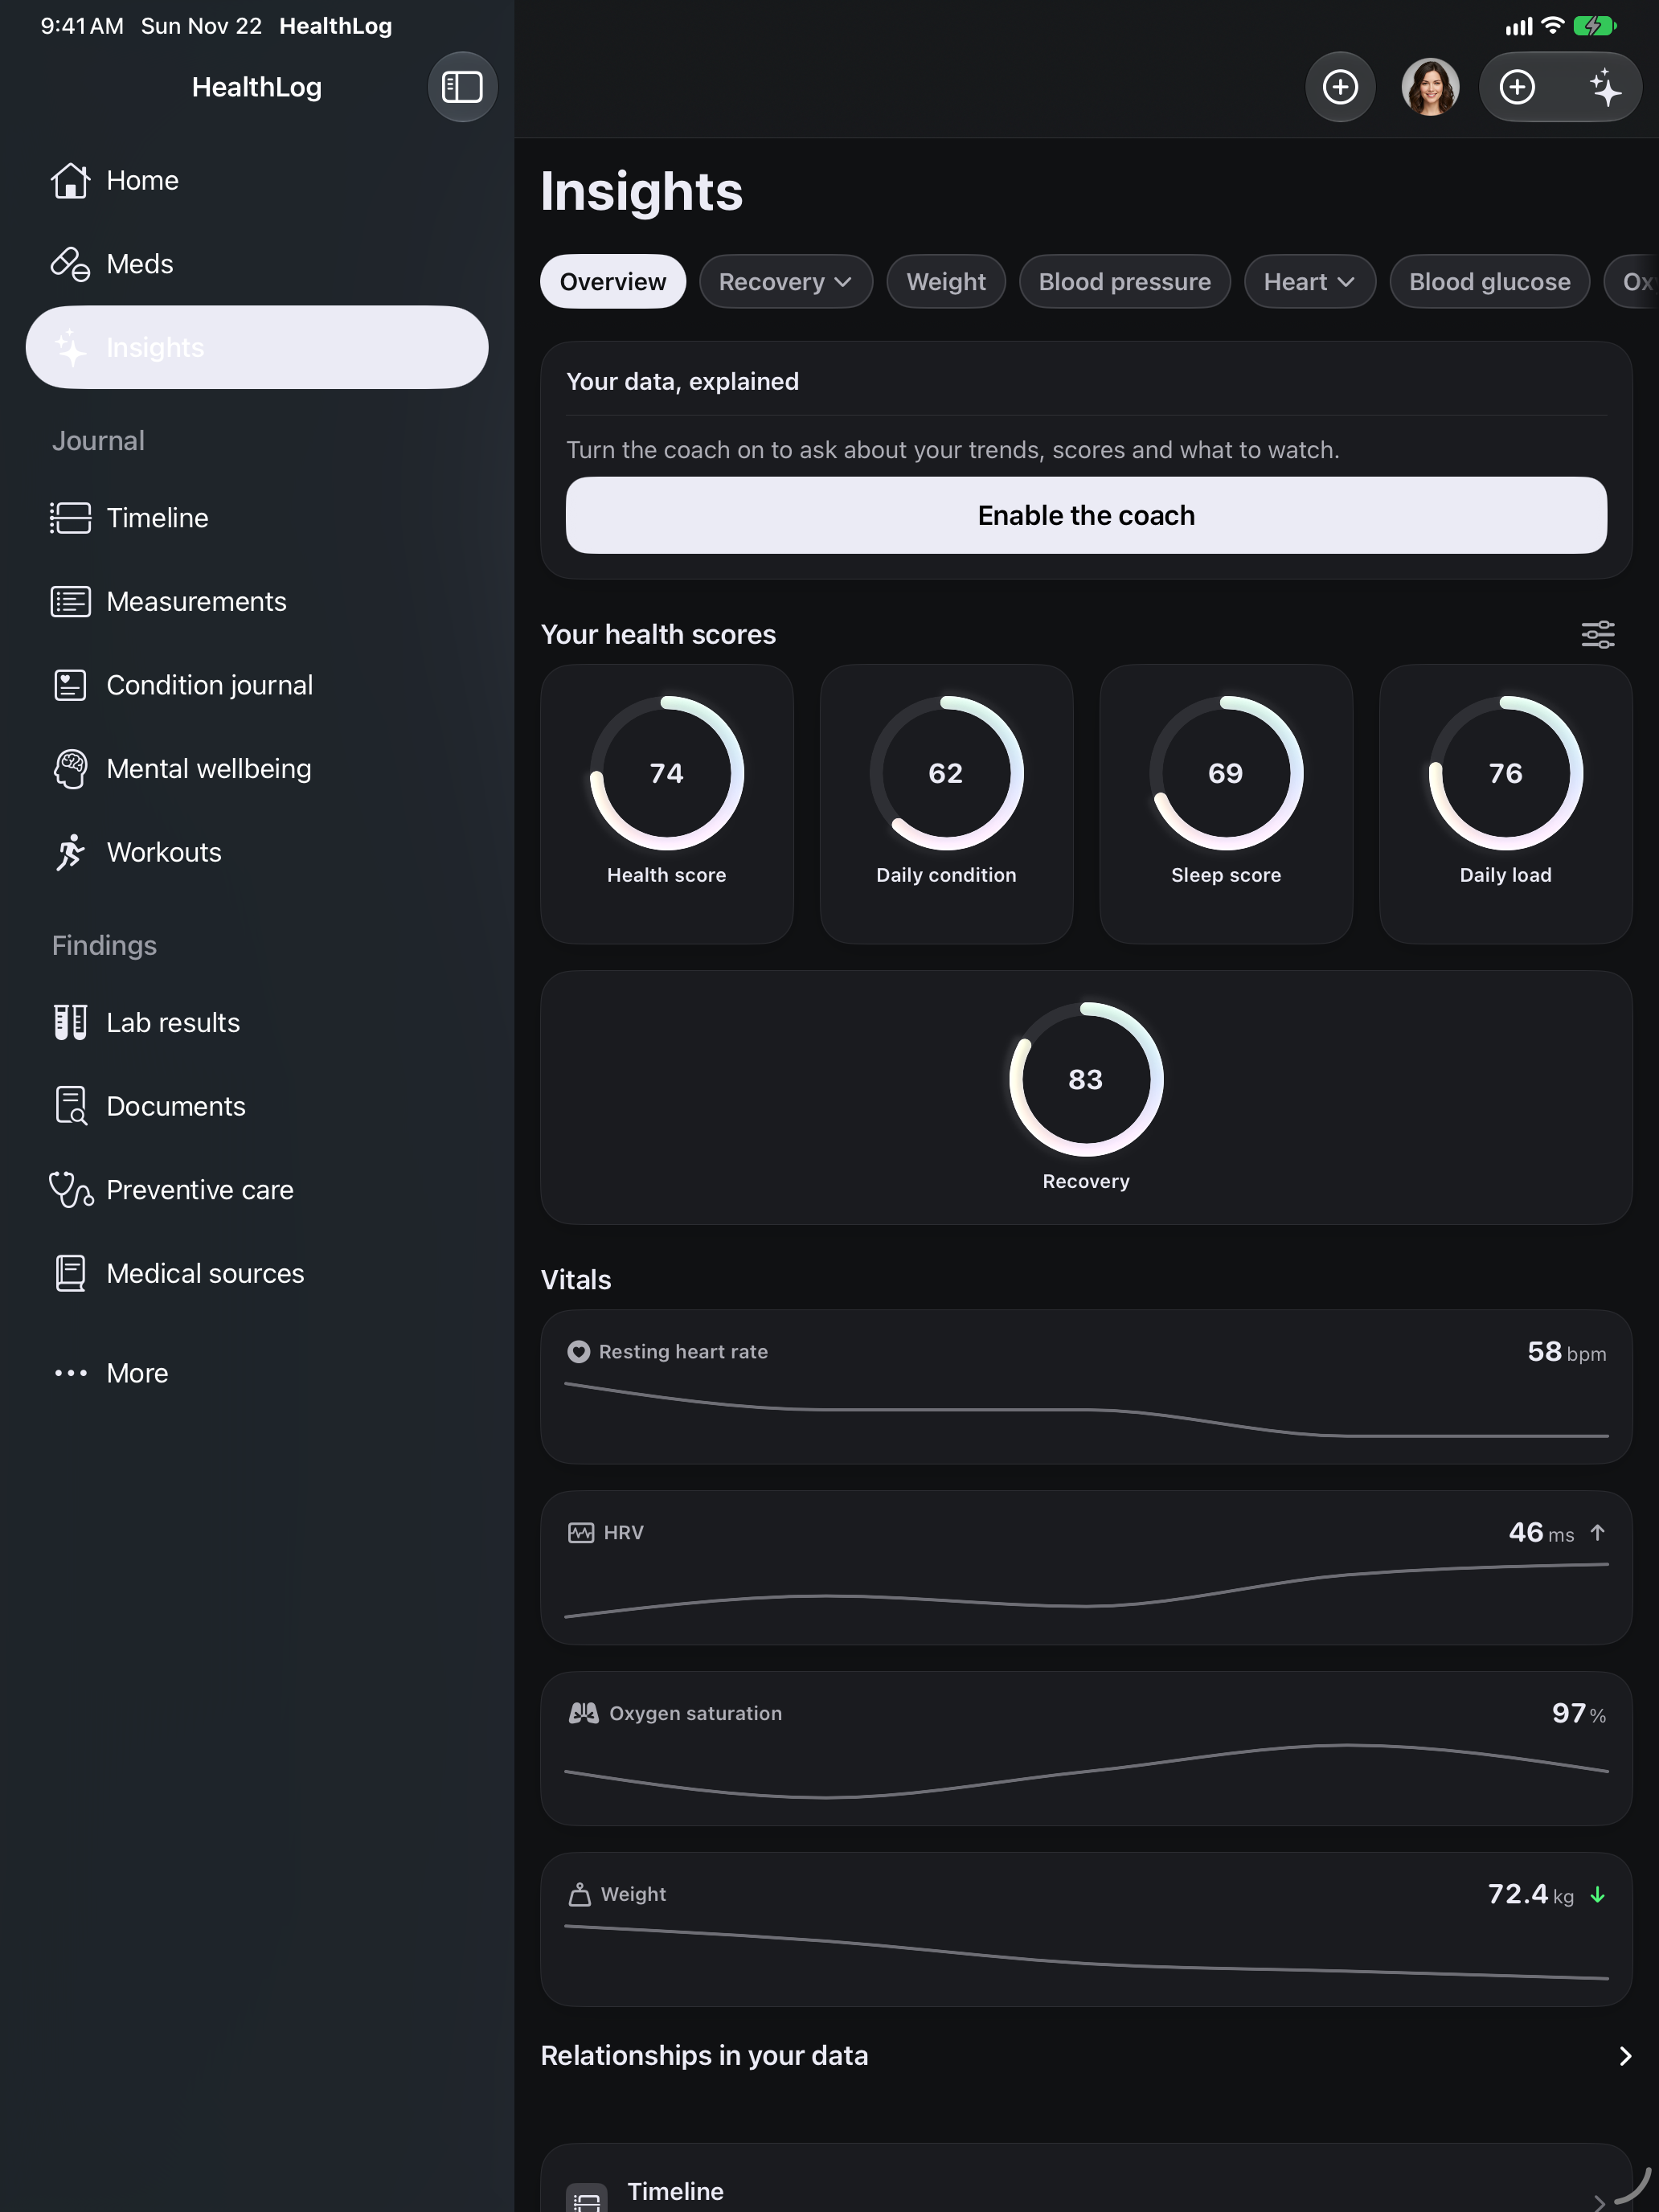 9:41 AM Sun Nov 22 HealthLog
HealthLog
Home
Meds
Insights
Journal
Timeline
Measurements
Condition journal
Mental wellbeing
Workouts
Findings
Lab results
Documents
Preventive care
Medical sources
More
Insights
Overview Recovery Weight Blood pressure Heart Blood glucose Ox
Your data, explained
Turn the coach on to ask about your trends, scores and what to watch.
Enable the coach
Your health scores
74 62 69 76
Health score Daily condition Sleep score Daily load
83
Recovery
Vitals
Resting heart rate 58 bpm
HRV 46 ms
Oxygen saturation 97 %
Weight 72.4 kg
Relationships in your data
Timeline